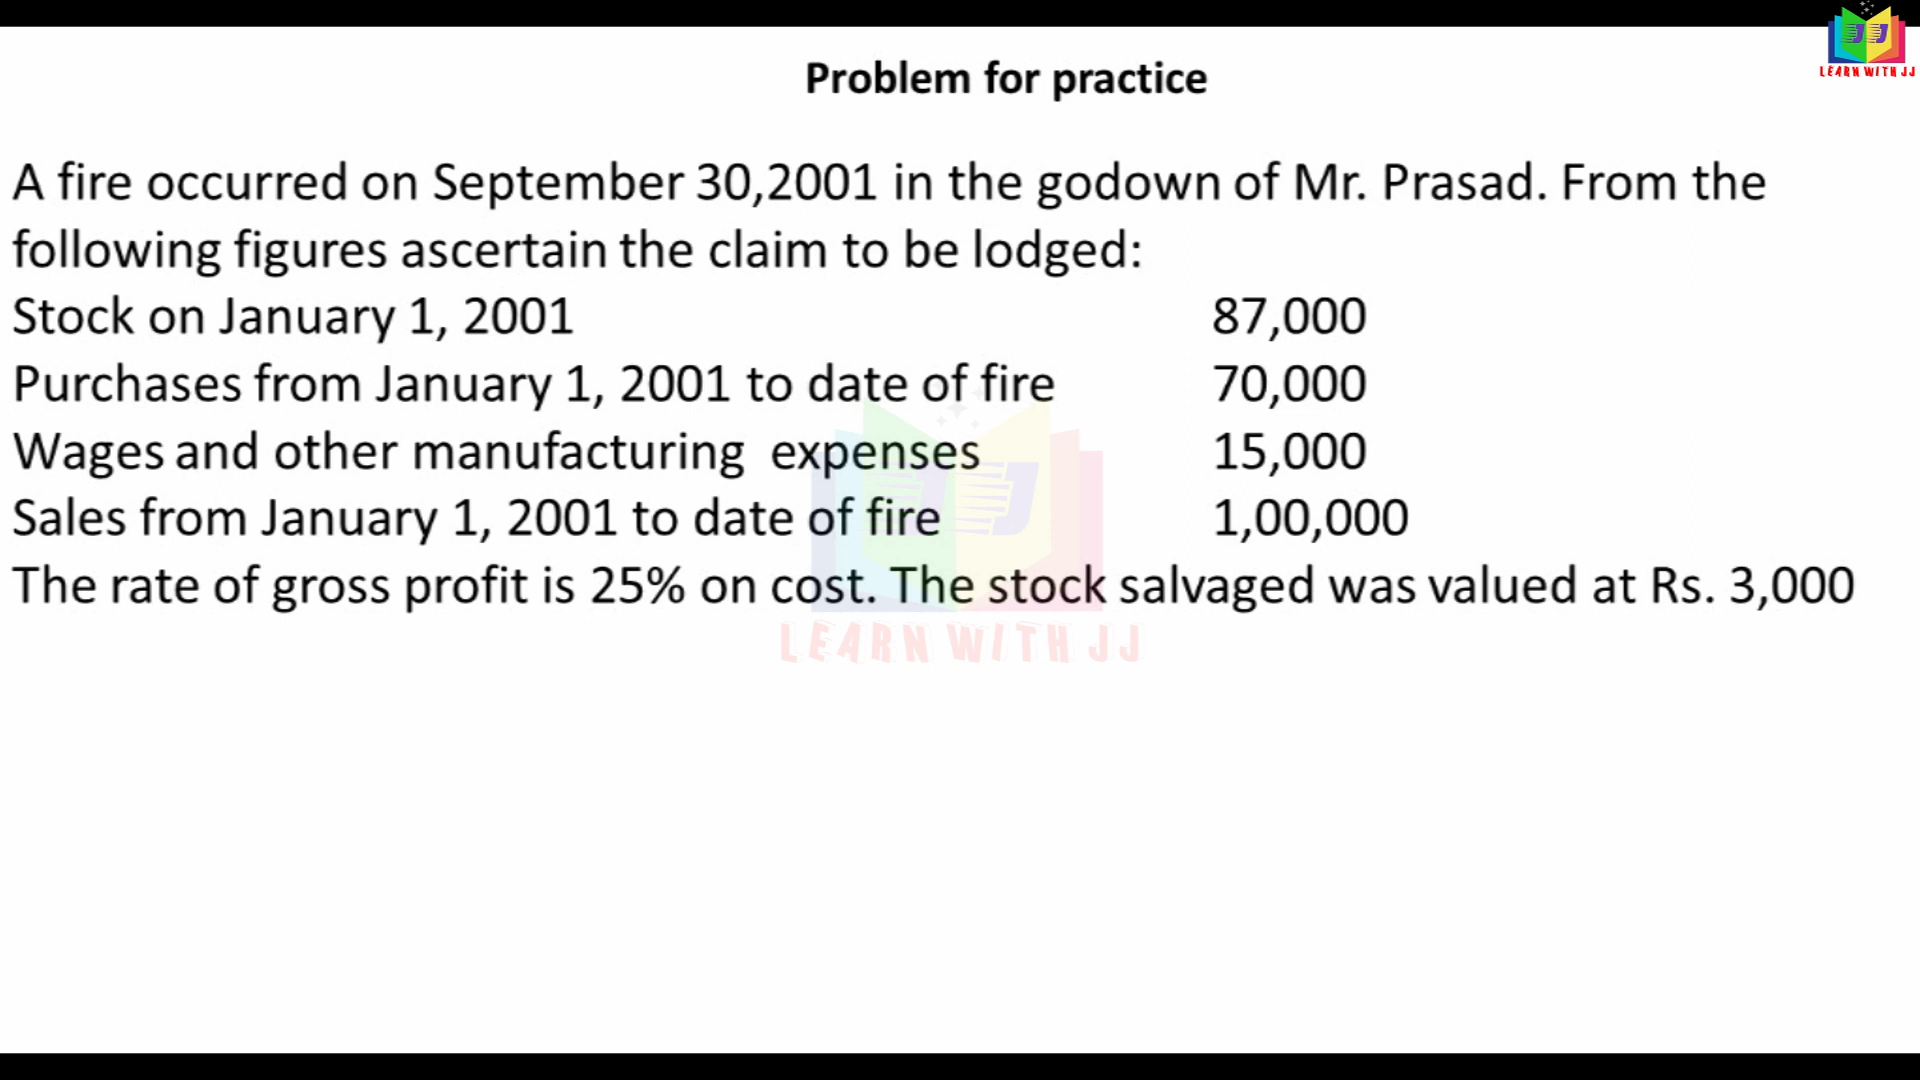 LEARN WITH JJ
Problem for practice
A fire occurred on September 30,2001 in the godown of Mr. Prasad. From the
following figures ascertain the claim to be lodged:
Stock on January 1, 2001 87,000
Purchases from January 1, 2001 to date of fire 70,000
Wages and other manufacturing expenses 15,000
Sales from January 1, 2001 to date of fire 1,00,000
The rate of gross profit is 25% on cost. The stock salvaged was valued at Rs. 3,000
LEARN WITH JJ